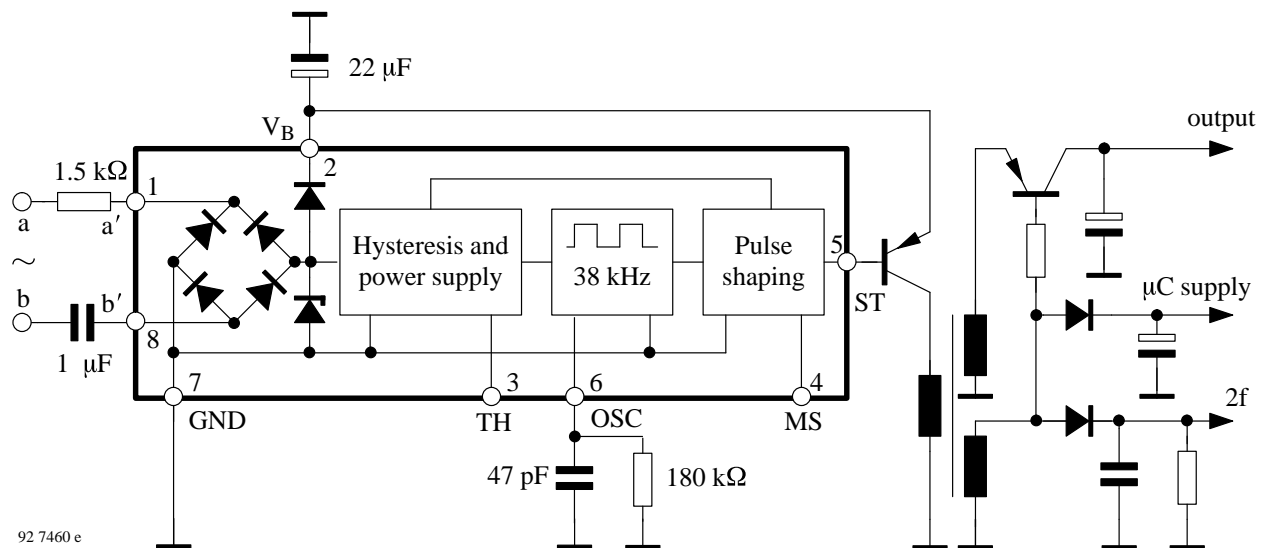 22 μF
output
VB
2
1.5 kΩ
1
a
a′
Hysteresis and
power supply
38 kHz
Pulse
shaping
5
ST
~
b
b′
8
1 μF
μC supply
7
GND
3
TH
6
OSC
4
MS
2f
47 pF
180 kΩ
92 7460 e